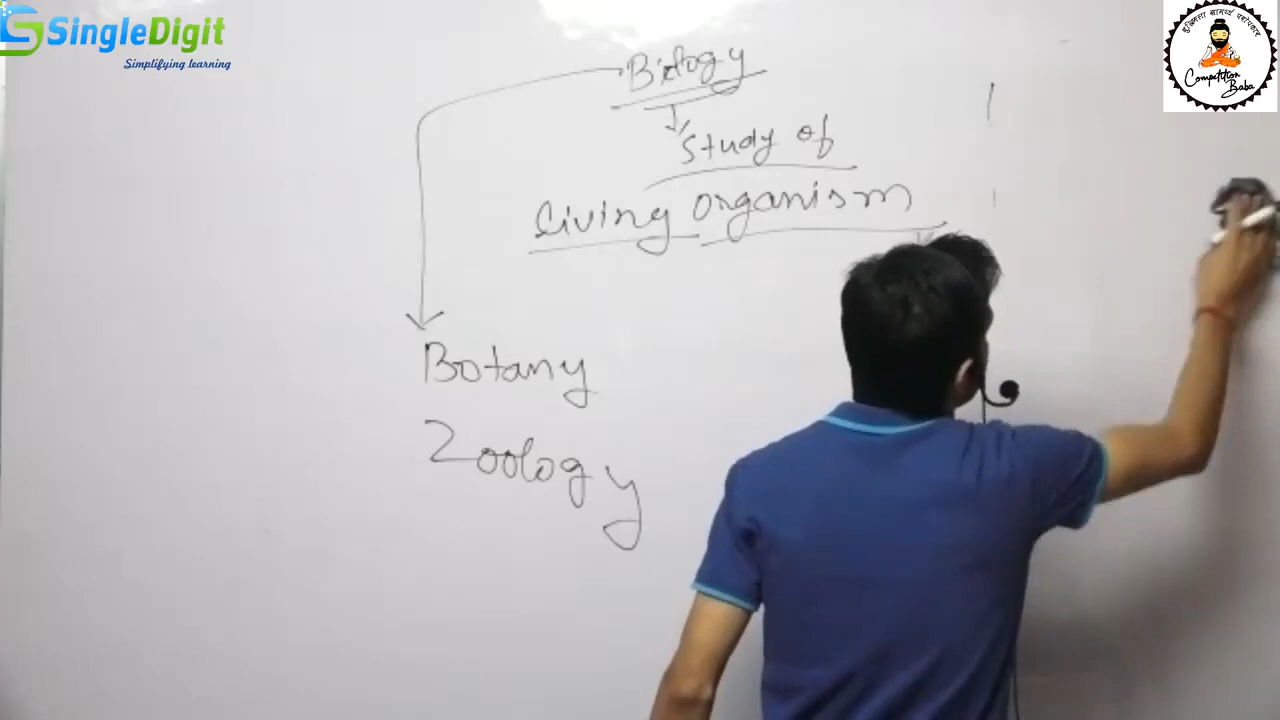 SingleDigit
Simplifying learning
Biology
Study of
living organism
Botany
Zoology
Competition
Baba